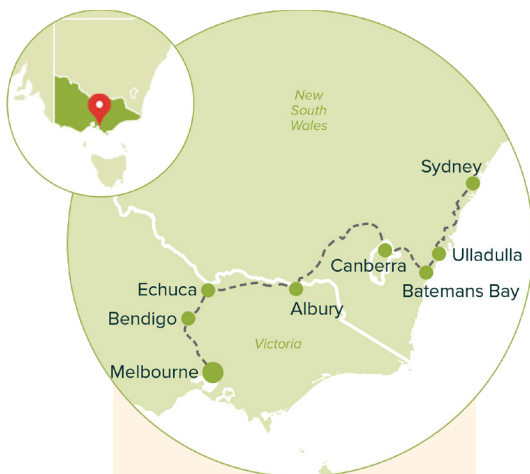 New
South
Wales
Sydney
Canberra
Ulladulla
Batemans Bay
Echuca
Albury
Bendigo
Victoria
Melbourne